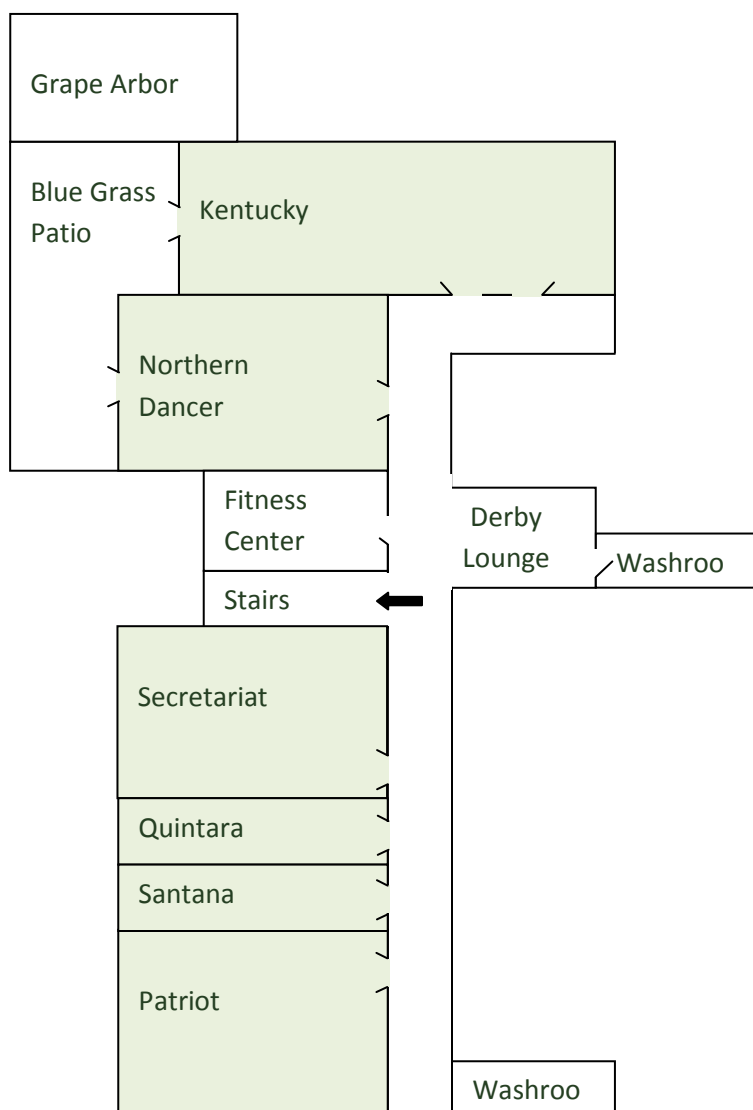 Grape Arbor
Blue Grass
Patio
Kentucky
Northern
Dancer
Fitness
Center
Derby
Lounge
Washroo
Stairs
Secretariat
Quintara
Santana
Patriot
Washroo